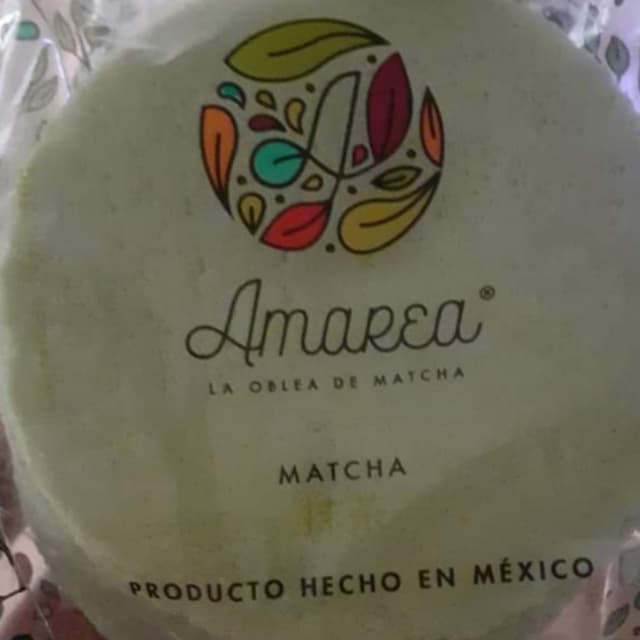 Amarea®
LA OBLEA DE MATCHA
MATCHA
PRODUCTO HECHO EN MÉXICO